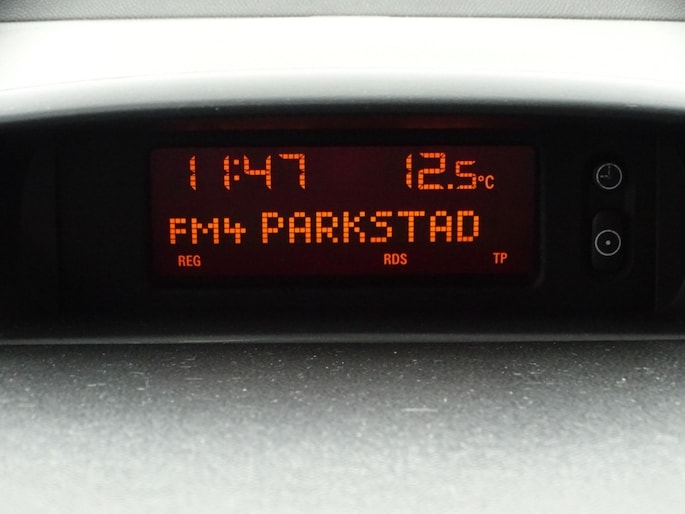 11:47 12.5°C
FM4 PARKSTAD
REG RDS TP